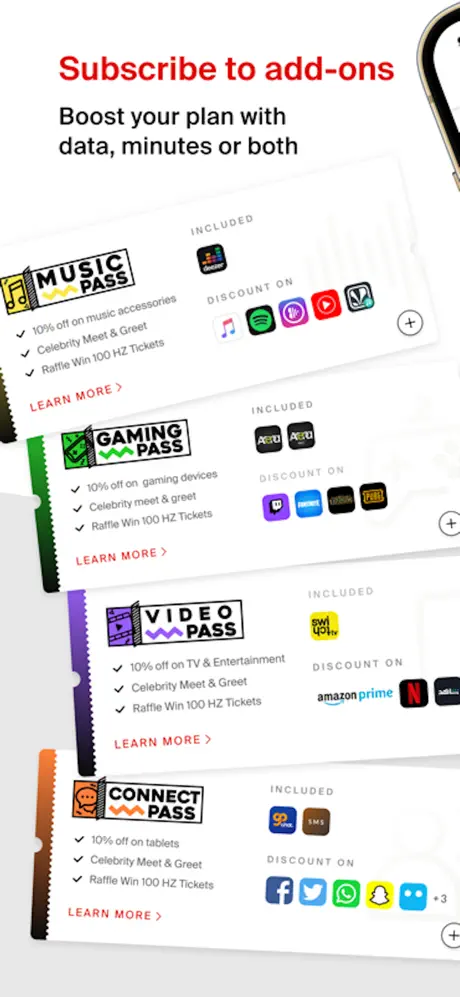 Subscribe to add-ons
Boost your plan with
data, minutes or both
MUSIC
PASS
10% off on music accessories
Celebrity Meet & Greet
Raffle Win 100 HZ Tickets
LEARN MORE
INCLUDED
deezer
DISCOUNT ON
GAMING
PASS
10% off on gaming devices
Celebrity meet & greet
Raffle Win 100 HZ Tickets
LEARN MORE
INCLUDED
DISCOUNT ON
FORTNITE
PUBG
VIDEO
PASS
10% off on TV & Entertainment
Celebrity Meet & Greet
Raffle Win 100 HZ Tickets
LEARN MORE
INCLUDED
swi
tch tv
DISCOUNT ON
amazon prime
N
CONNECT
PASS
10% off on tablets
Celebrity Meet & Greet
Raffle Win 100 HZ Tickets
LEARN MORE
INCLUDED
go
chat
SMS
DISCOUNT ON
+3